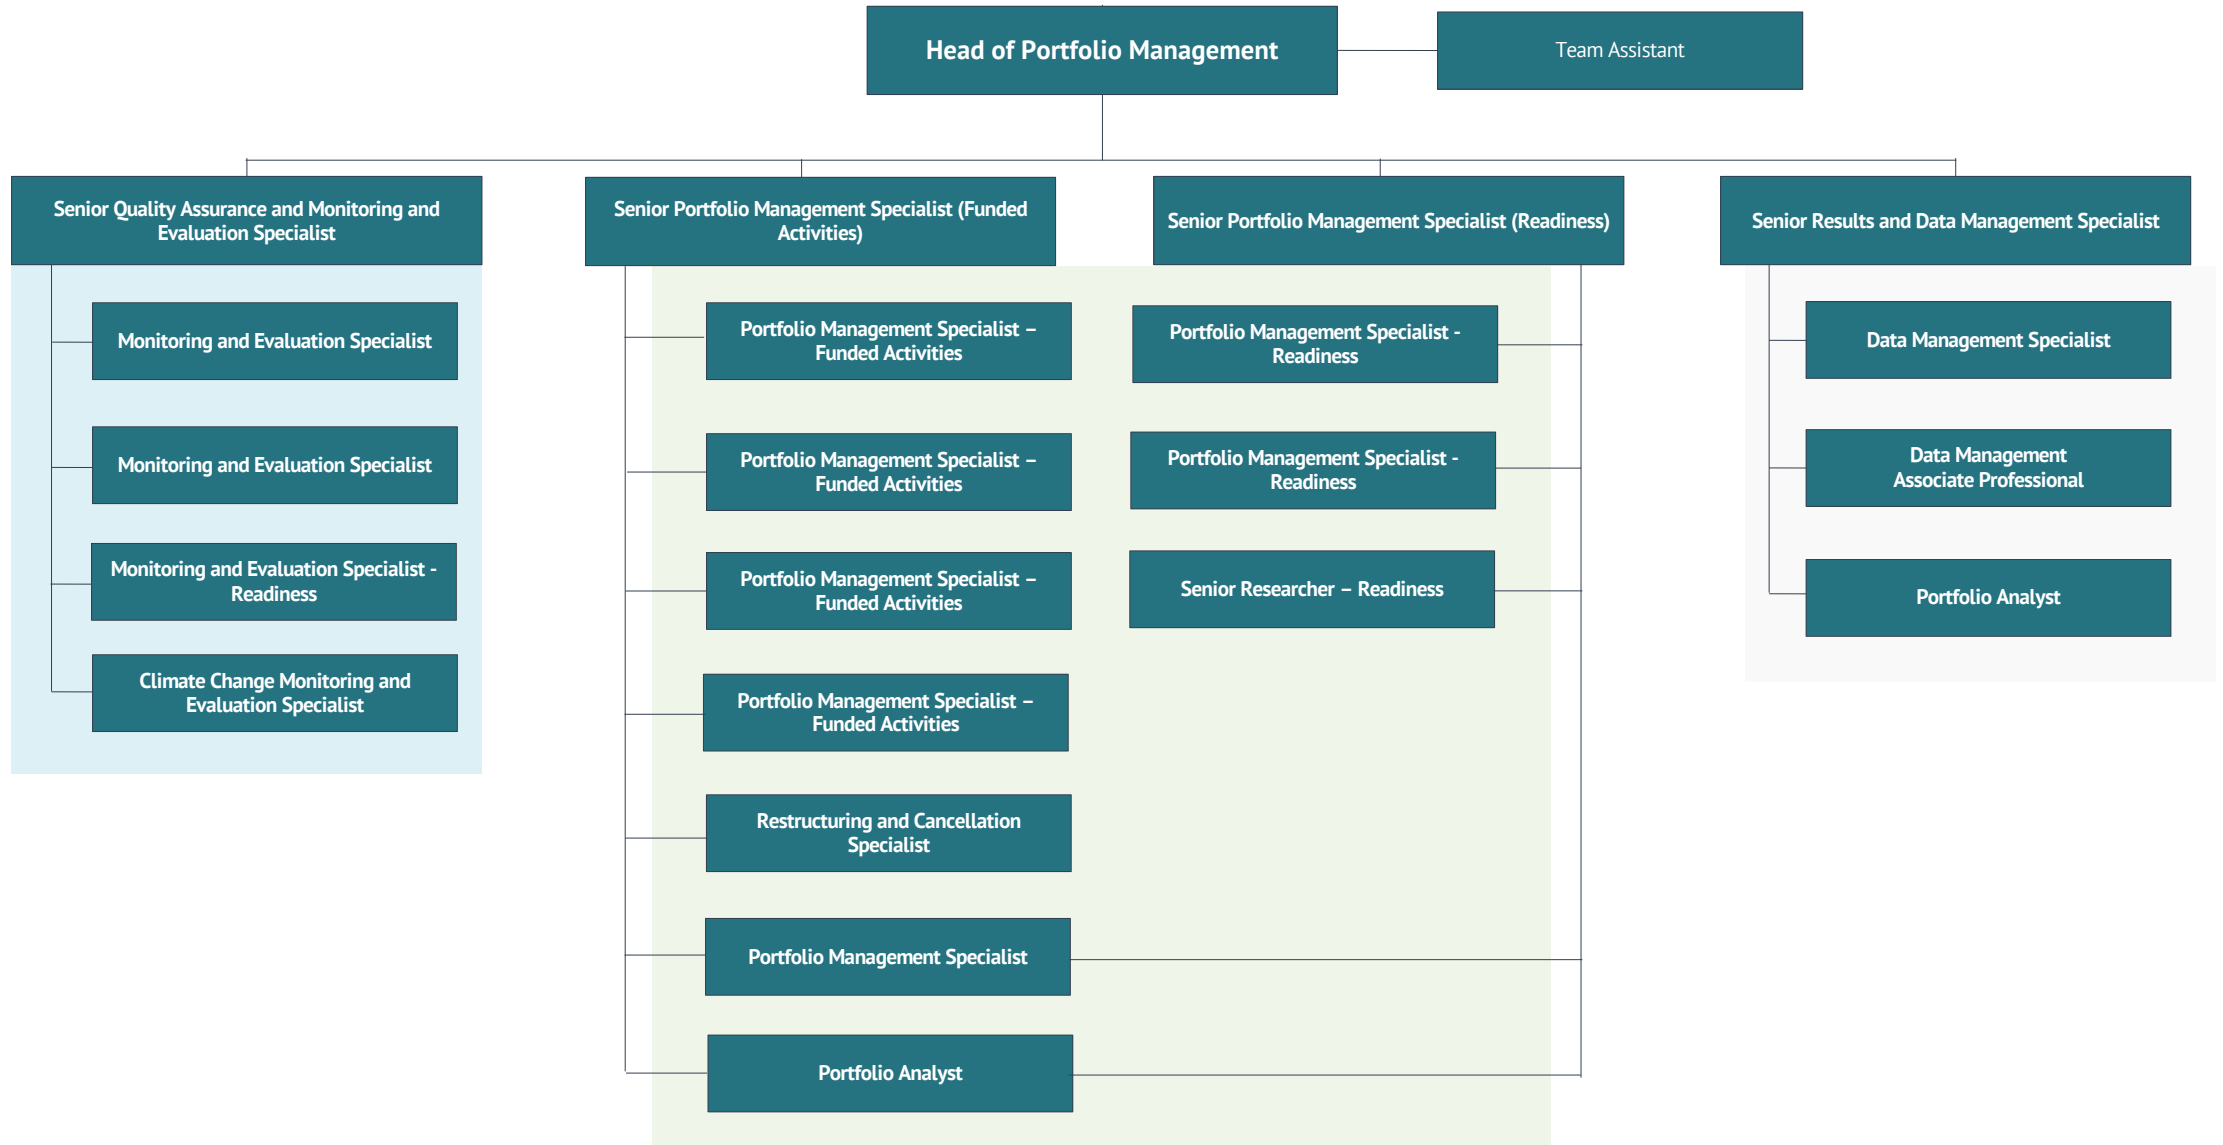 Head of Portfolio Management
Team Assistant
Senior Quality Assurance and Monitoring and
Evaluation Specialist
Senior Portfolio Management Specialist (Funded
Activities)
Senior Portfolio Management Specialist (Readiness)
Senior Results and Data Management Specialist
Monitoring and Evaluation Specialist
Monitoring and Evaluation Specialist
Monitoring and Evaluation Specialist -
Readiness
Climate Change Monitoring and
Evaluation Specialist
Portfolio Management Specialist –
Funded Activities
Portfolio Management Specialist –
Funded Activities
Portfolio Management Specialist –
Funded Activities
Portfolio Management Specialist –
Funded Activities
Restructuring and Cancellation
Specialist
Portfolio Management Specialist
Portfolio Analyst
Portfolio Management Specialist -
Readiness
Portfolio Management Specialist -
Readiness
Senior Researcher – Readiness
Data Management Specialist
Data Management
Associate Professional
Portfolio Analyst